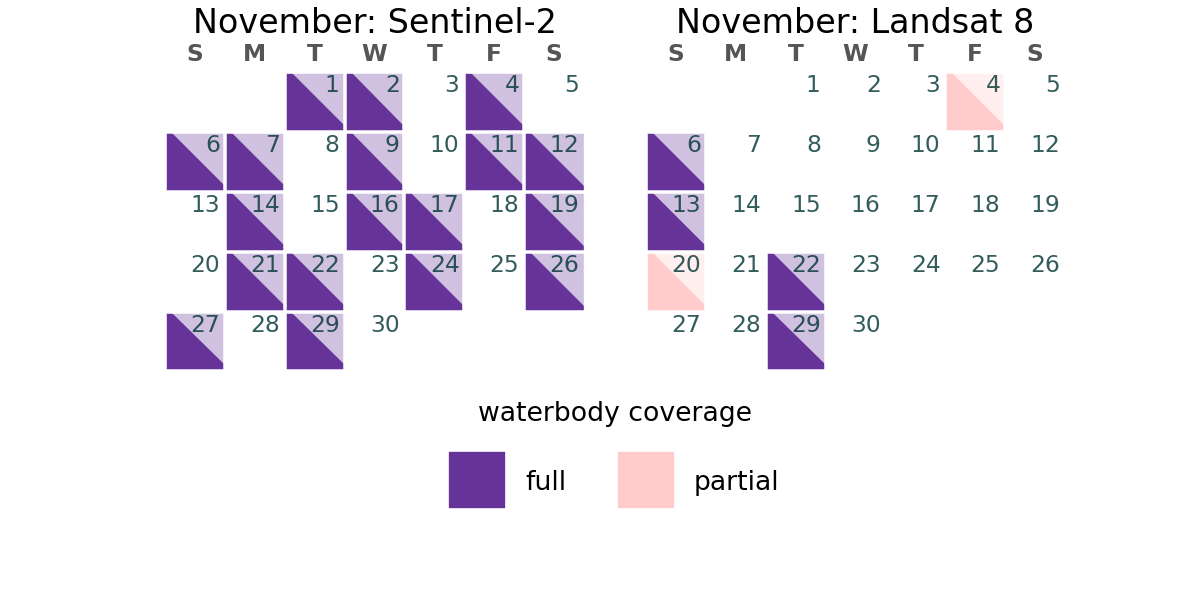 November: Sentinel-2
S M T W T F S
1 2 3 4 5
6 7 8 9 10 11 12
13 14 15 16 17 18 19
20 21 22 23 24 25 26
27 28 29 30
November: Landsat 8
S M T W T F S
1 2 3 4 5
6 7 8 9 10 11 12
13 14 15 16 17 18 19
20 21 22 23 24 25 26
27 28 29 30
waterbody coverage
full partial